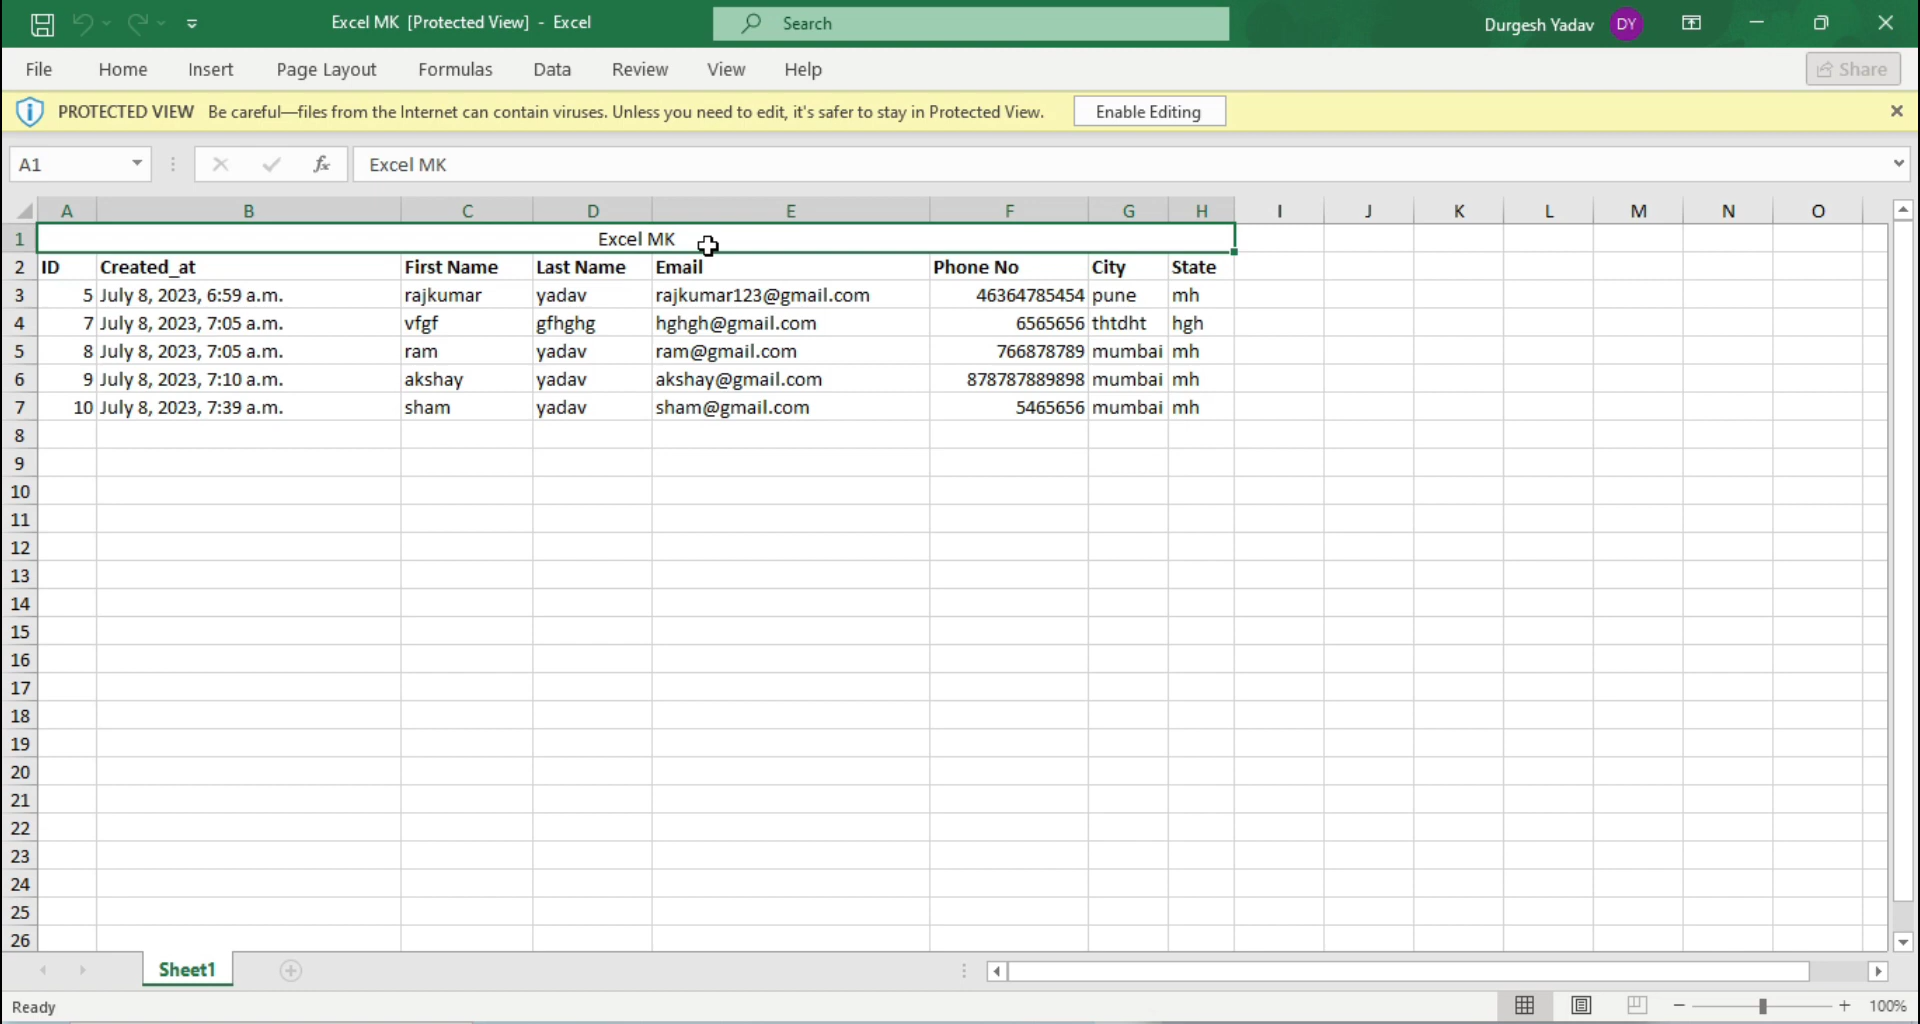 Excel MK [Protected View] - Excel
Search
Durgesh Yadav DY
File Home Insert Page Layout Formulas Data Review View Help Share
PROTECTED VIEW Be careful—files from the Internet can contain viruses. Unless you need to edit, it's safer to stay in Protected View. Enable Editing
A1 fx Excel MK
A B C D E F G H I J K L M N O
1 Excel MK
2 ID Created_at First Name Last Name Email Phone No City State
3 5 July 8, 2023, 6:59 a.m. rajkumar yadav rajkumar123@gmail.com 46364785454 pune mh
4 7 July 8, 2023, 7:05 a.m. vfgf gfhghg hghgh@gmail.com 6565656 thtdht hgh
5 8 July 8, 2023, 7:05 a.m. ram yadav ram@gmail.com 766878789 mumbai mh
6 9 July 8, 2023, 7:10 a.m. akshay yadav akshay@gmail.com 878787889898 mumbai mh
7 10 July 8, 2023, 7:39 a.m. sham yadav sham@gmail.com 5465656 mumbai mh
8
9
10
11
12
13
14
15
16
17
18
19
20
21
22
23
24
25
26
Sheet1
Ready 100%